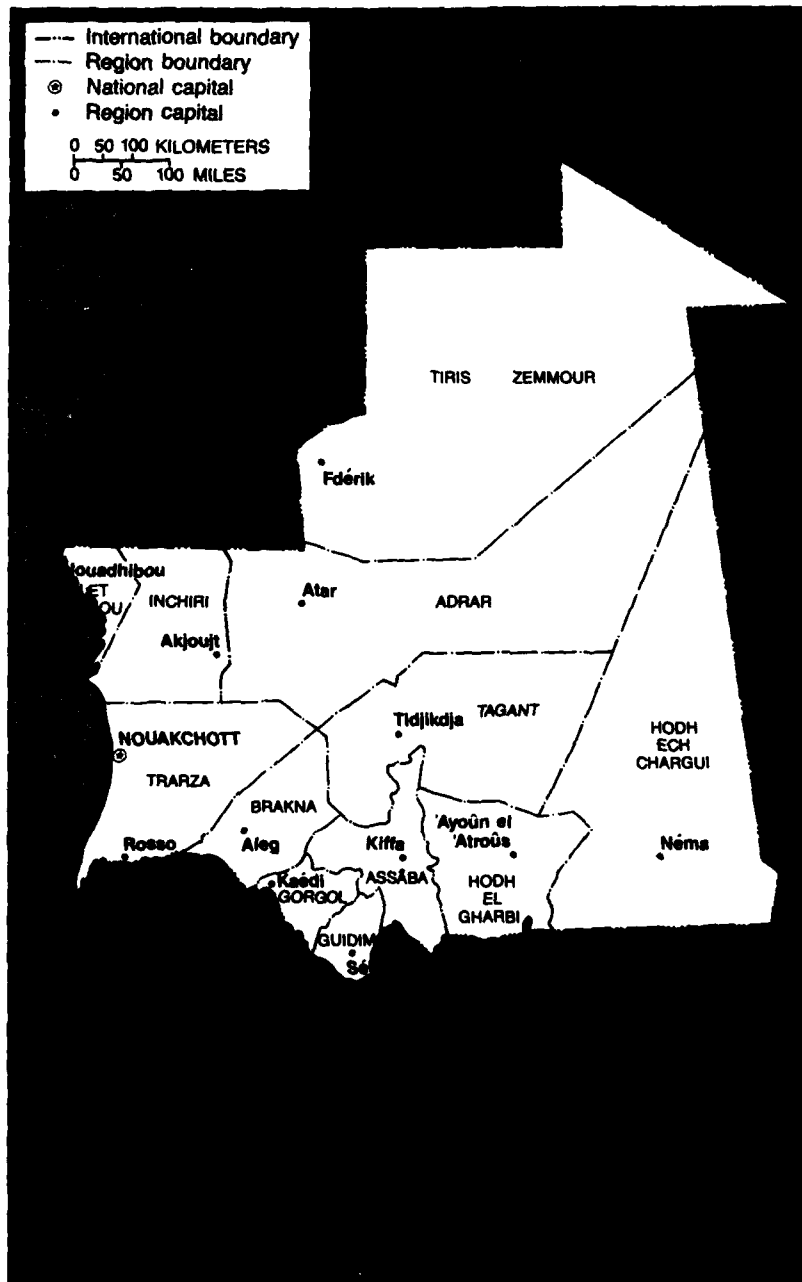 International boundary
Region boundary
National capital
Region capital
0 50 100 KILOMETERS
0 50 100 MILES
TIRIS ZEMMOUR
Fdérik
INCHIRI
Atar
ADRAR
Akjoujt
NOUAKCHOTT
TRARZA
Tidjikdja
TAGANT
HODH
ECH
CHARGUI
BRAKNA
Aleg
Rosso
Kiffa
ASSÂBA
'Ayoûn el
'Atroûs
Néma
HODH
EL
GHARBI
Kaédi
GORGOL
GUIDIM
Sé